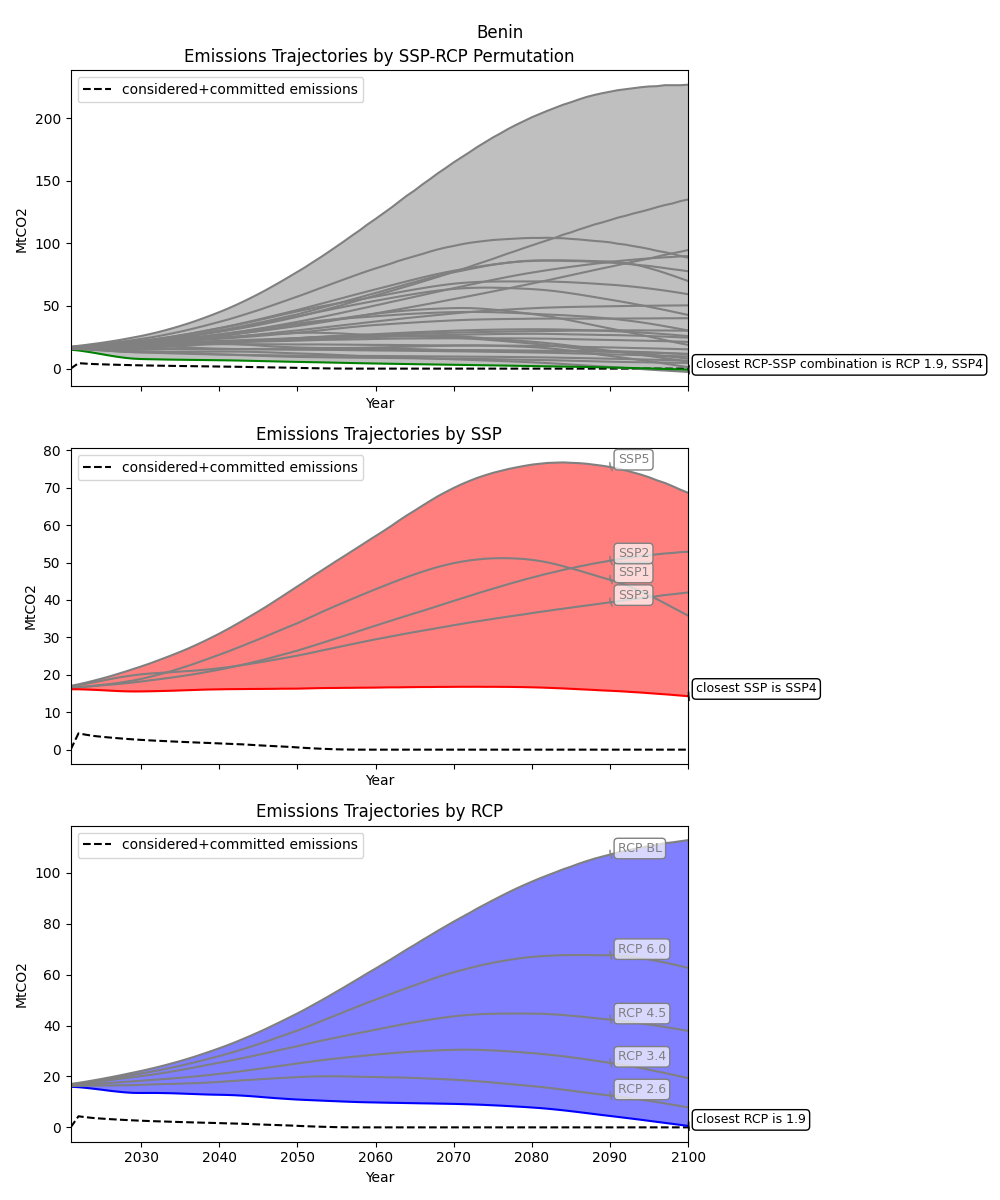 Benin
Emissions Trajectories by SSP-RCP Permutation
considered+committed emissions
200
150
100
50
0
MtCO2
closest RCP-SSP combination is RCP 1.9, SSP4
Year
Emissions Trajectories by SSP
considered+committed emissions
80
70
60
50
40
30
20
10
0
MtCO2
SSP5
SSP2
SSP1
SSP3
closest SSP is SSP4
Year
Emissions Trajectories by RCP
considered+committed emissions
100
80
60
40
20
0
MtCO2
RCP BL
RCP 6.0
RCP 4.5
RCP 3.4
RCP 2.6
closest RCP is 1.9
2030 2040 2050 2060 2070 2080 2090 2100
Year